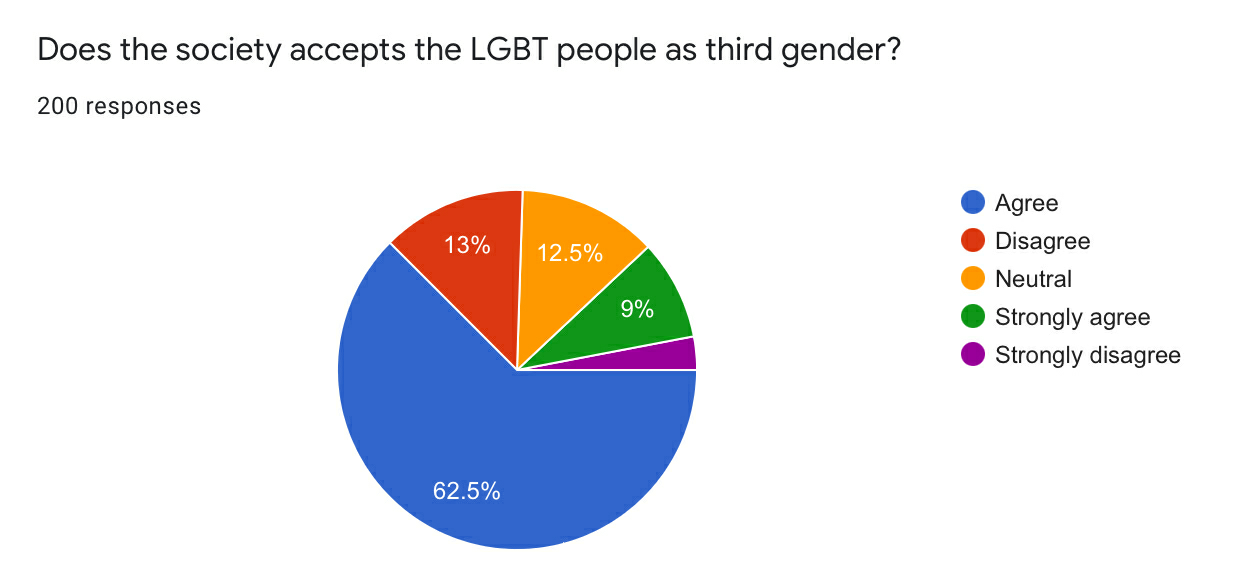 Does the society accepts the LGBT people as third gender?
200 responses
13%
12.5%
9%
62.5%
Agree
Disagree
Neutral
Strongly agree
Strongly disagree